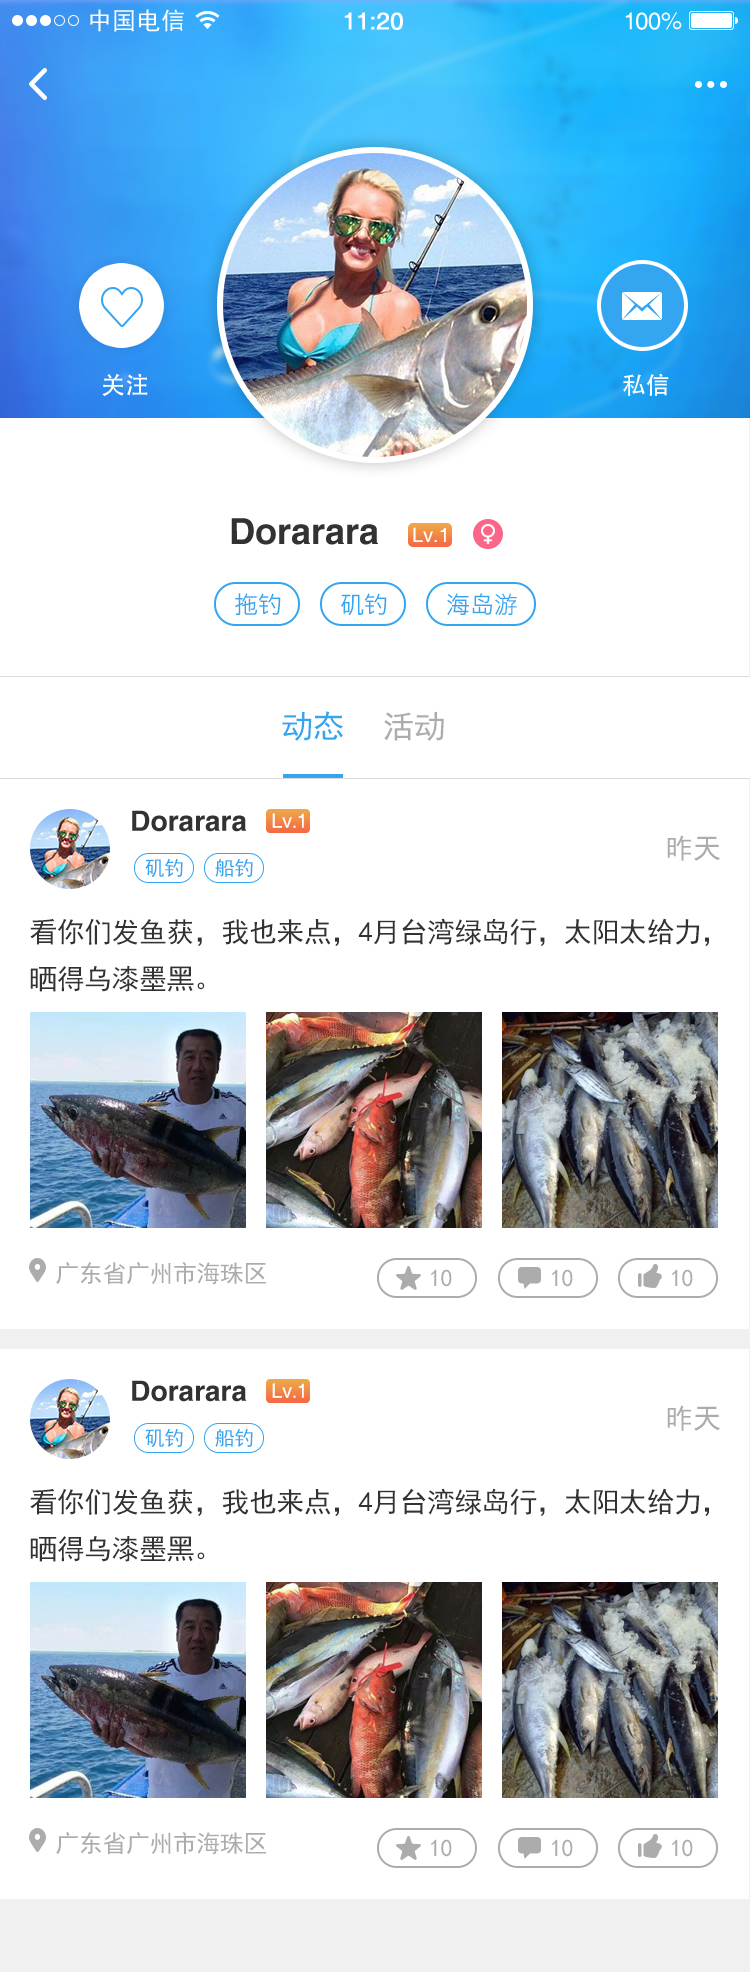 中国电信 11:20 100%
关注 私信
Dorarara Lv.1
拖钓 矶钓 海岛游
动态 活动
Dorarara Lv.1
矶钓 船钓
昨天
看你们发鱼获，我也来点，4月台湾绿岛行，太阳太给力，
晒得乌漆墨黑。
广东省广州市海珠区 10 10 10
Dorarara Lv.1
矶钓 船钓
昨天
看你们发鱼获，我也来点，4月台湾绿岛行，太阳太给力，
晒得乌漆墨黑。
广东省广州市海珠区 10 10 10